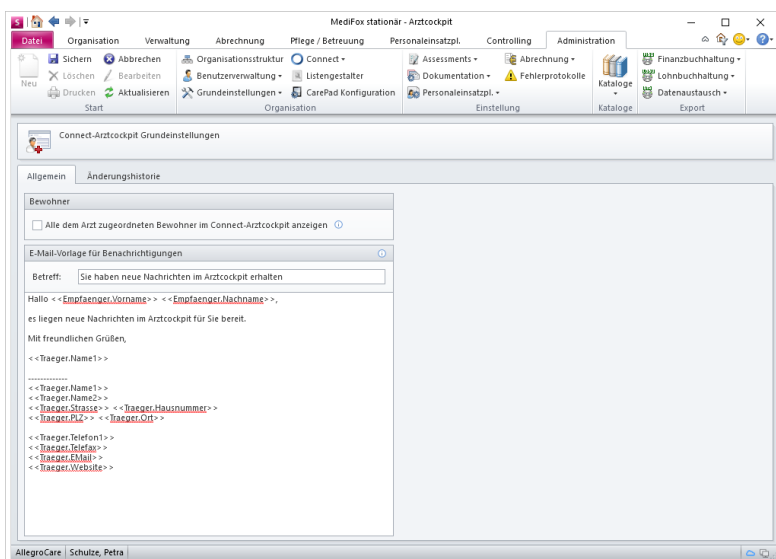 MediFox stationär - Arztcockpit
Datei Organisation Verwaltung Abrechnung Pflege / Betreuung Personaleinsatzpl. Controlling Administration
Neu
Sichern Abbrechen
Löschen Bearbeiten
Drucken Aktualisieren
Start
Organisationsstruktur Connect
Benutzerverwaltung Listengestalter
Grundeinstellungen CarePad Konfiguration
Organisation
Assessments Abrechnung
Dokumentation Fehlerprotokolle
Personaleinsatzpl.
Einstellung
Kataloge
Kataloge
Finanzbuchhaltung
Lohnbuchhaltung
Datenaustausch
Export
Connect-Arztcockpit Grundeinstellungen
Allgemein Änderungshistorie
Bewohner
Alle dem Arzt zugeordneten Bewohner im Connect-Arztcockpit anzeigen
E-Mail-Vorlage für Benachrichtigungen
Betreff: Sie haben neue Nachrichten im Arztcockpit erhalten
Hallo <<Empfaenger.Vorname>> <<Empfaenger.Nachname>>,
es liegen neue Nachrichten im Arztcockpit für Sie bereit.
Mit freundlichen Grüßen,
<<Traeger.Name1>>
-------------
<<Traeger.Name1>>
<<Traeger.Name2>>
<<Traeger.Strasse>> <<Traeger.Hausnummer>>
<<Traeger.PLZ>> <<Traeger.Ort>>
<<Traeger.Telefon1>>
<<Traeger.Telefax>>
<<Traeger.EMail>>
<<Traeger.Website>>
AllegroCare Schulze, Petra